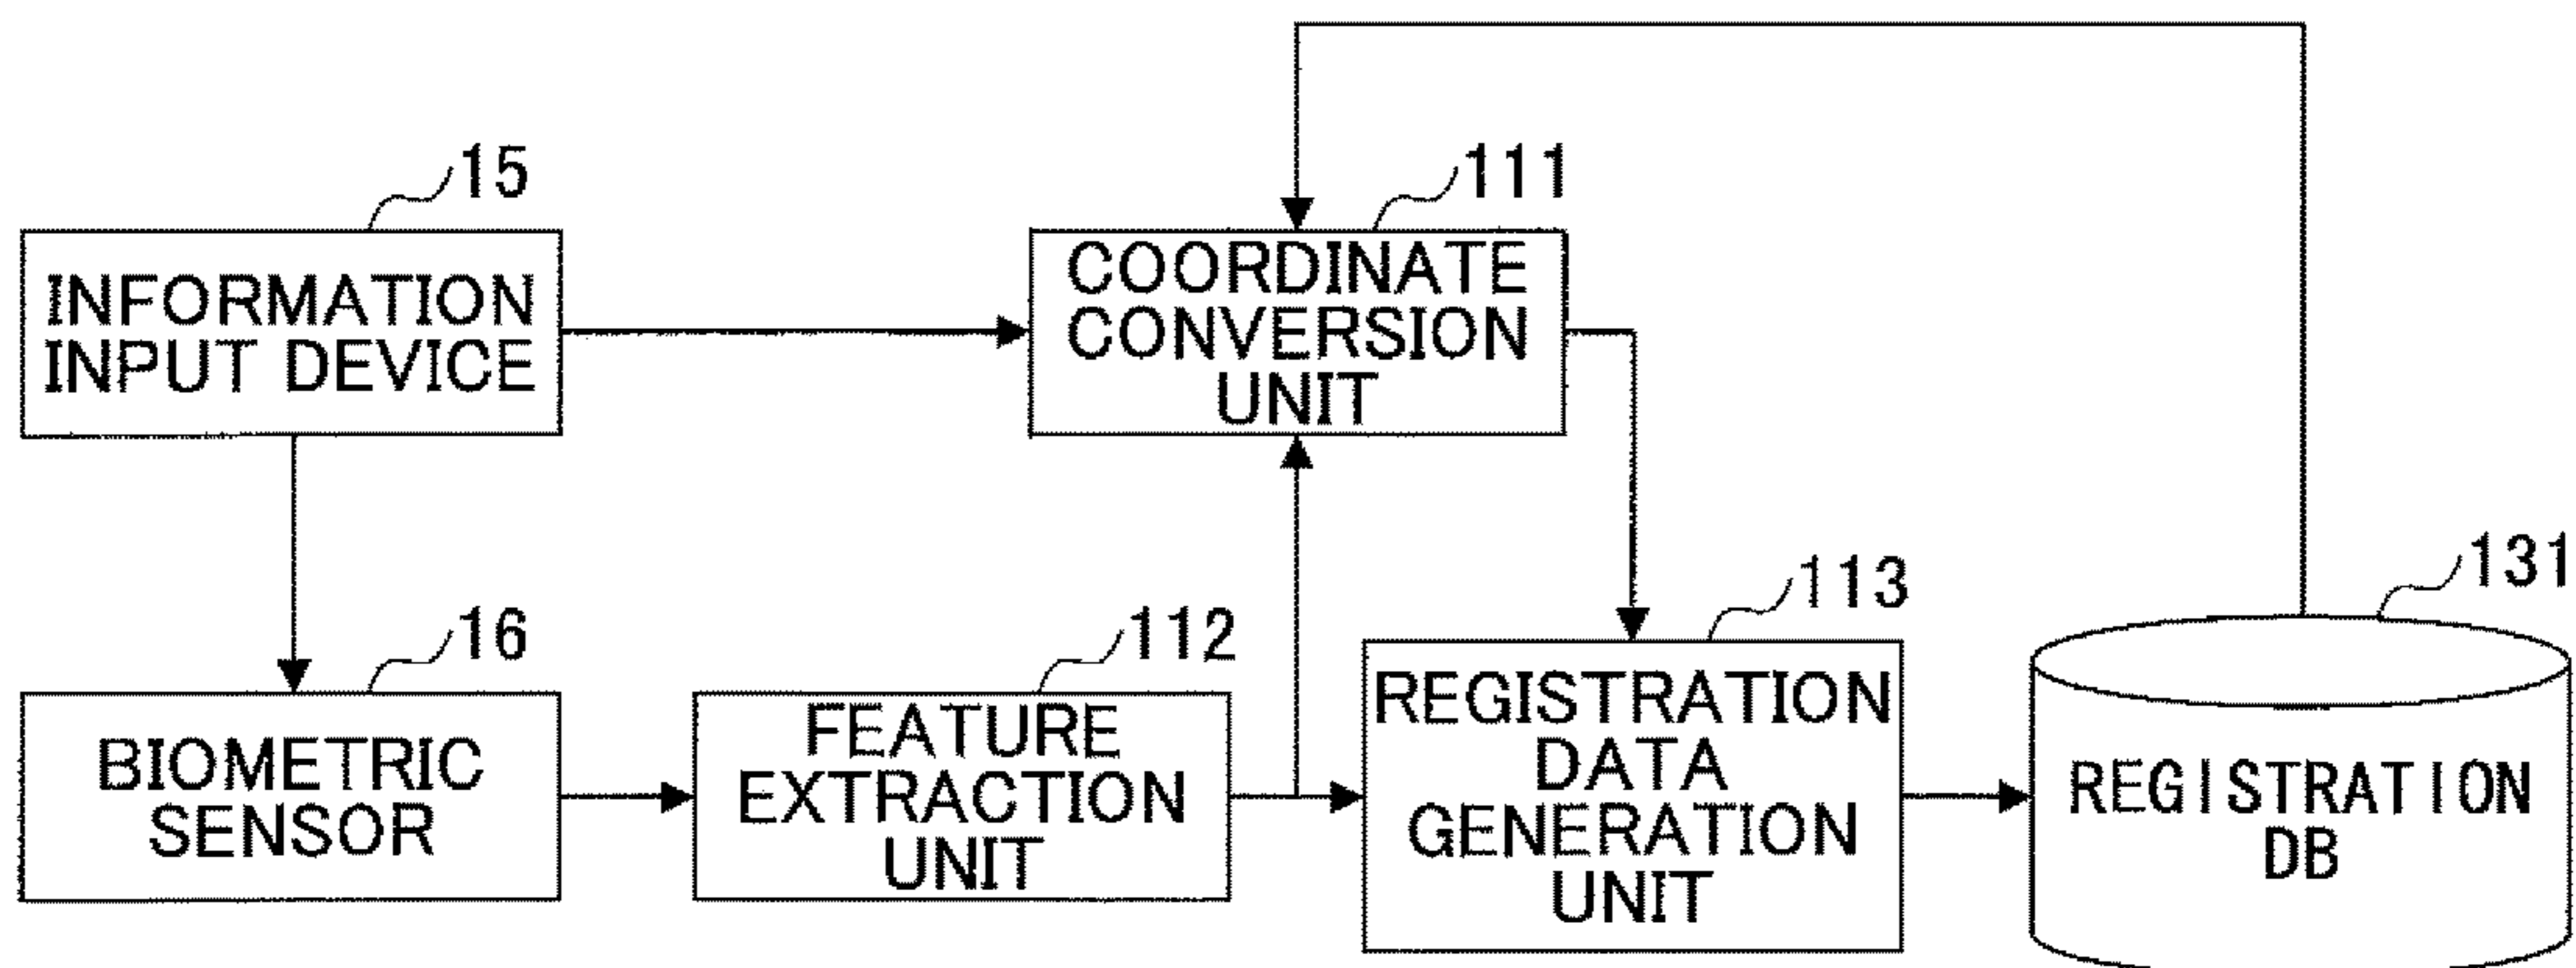 15
INFORMATION
INPUT DEVICE
111
COORDINATE
CONVERSION
UNIT
16
BIOMETRIC
SENSOR
112
FEATURE
EXTRACTION
UNIT
113
REGISTRATION
DATA
GENERATION
UNIT
131
REGISTRATION
DB